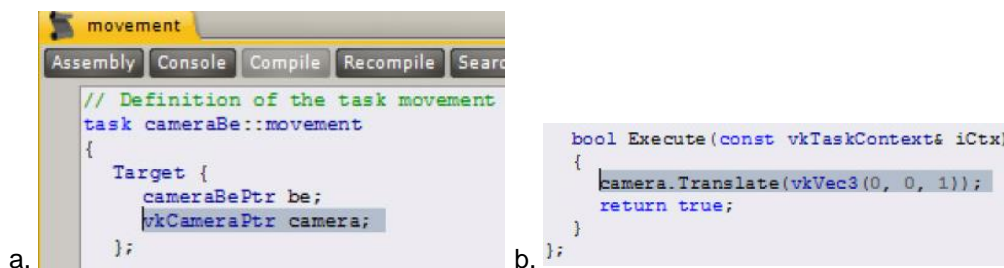 movement
Assembly Console Compile Recompile Searc
// Definition of the task movement
task cameraBe::movement
{
Target {
cameraBePtr be;
vkCameraPtr camera;
};
a.
bool Execute(const vkTaskContext& iCtx)
{
camera.Translate(vkVec3(0, 0, 1));
return true;
}
};
b.